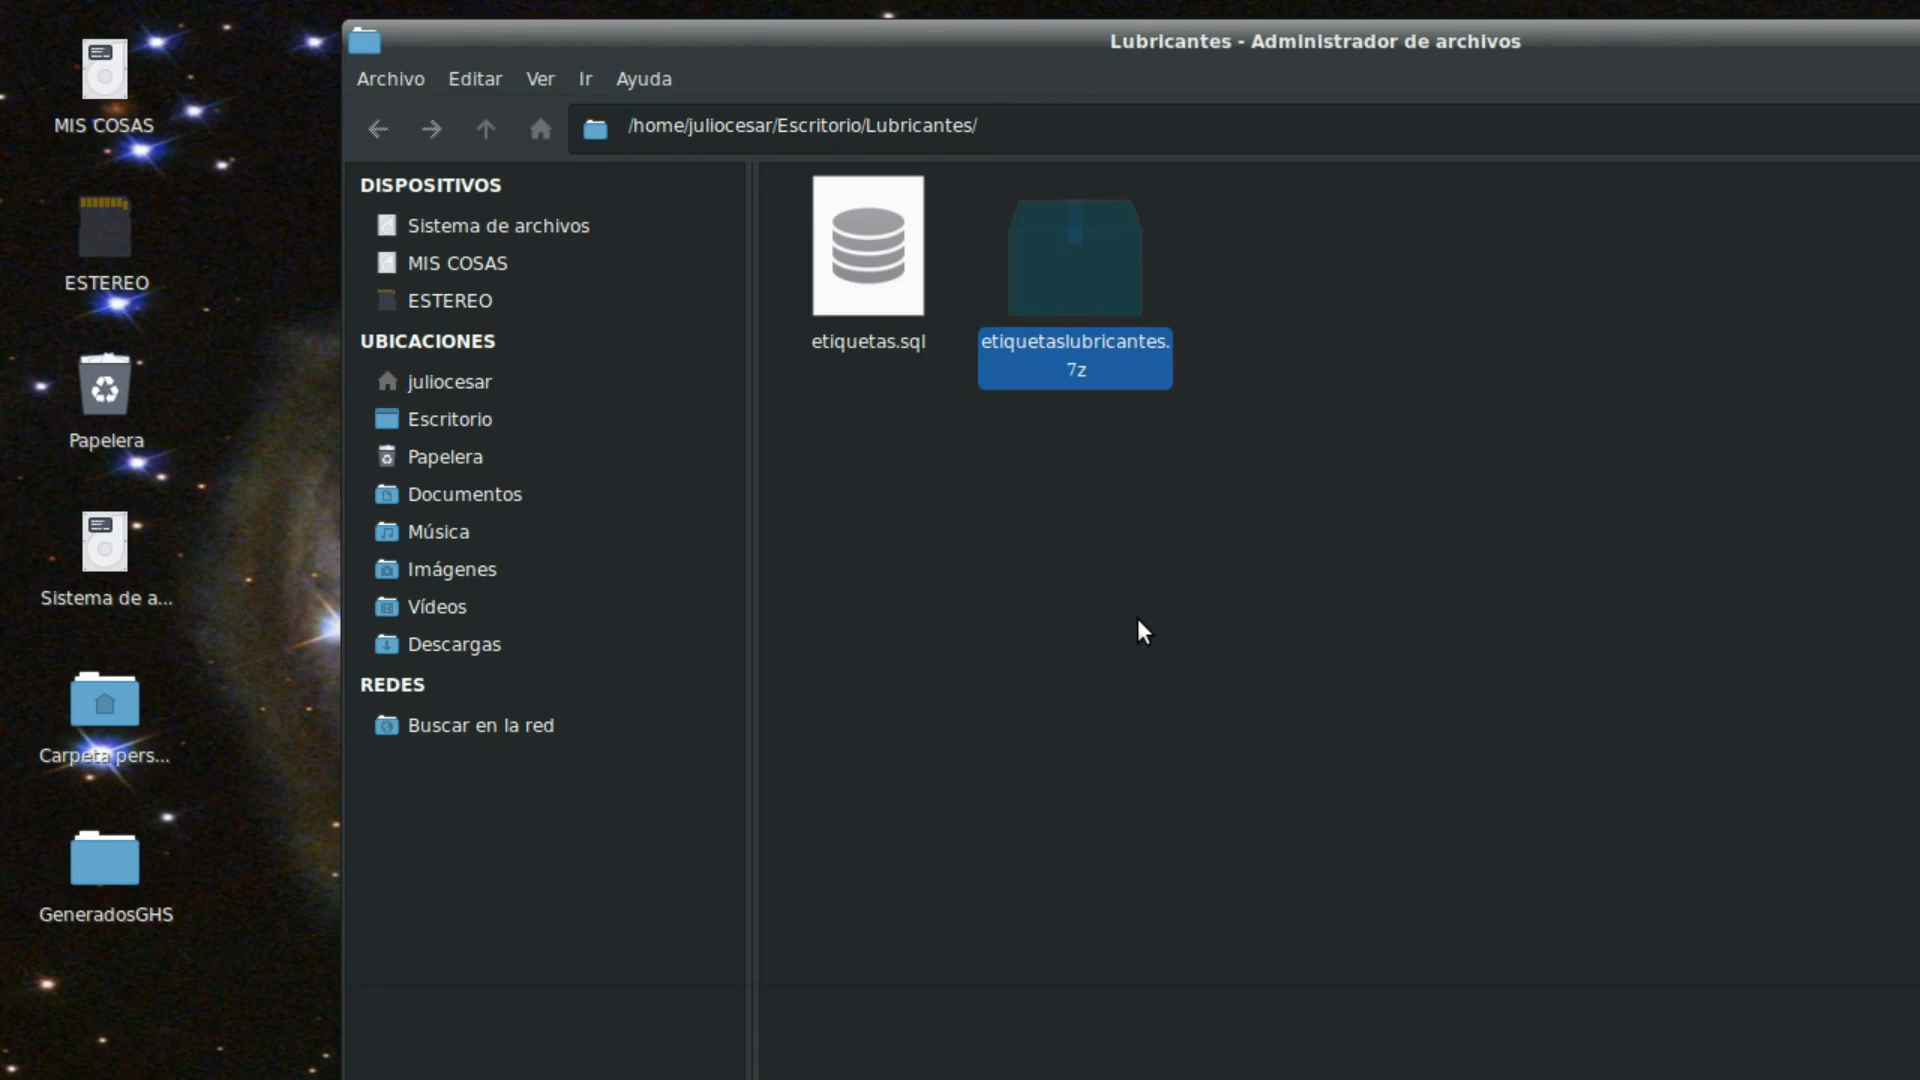 MIS COSAS
ESTEREO
Papelera
Sistema de a...
Carpeta pers...
GeneradosGHS
Lubricantes - Administrador de archivos
Archivo Editar Ver Ir Ayuda
/home/juliocesar/Escritorio/Lubricantes/
DISPOSITIVOS
Sistema de archivos
MIS COSAS
ESTEREO
UBICACIONES
juliocesar
Escritorio
Papelera
Documentos
Música
Imágenes
Vídeos
Descargas
REDES
Buscar en la red
etiquetas.sql
etiquetaslubricantes.
7z